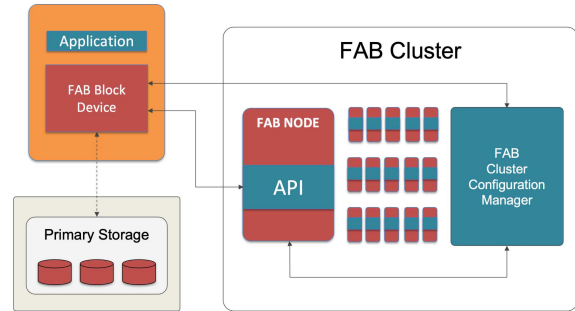 Application
FAB Block
Device
Primary Storage
FAB Cluster
FAB NODE
API
FAB
Cluster
Configuration
Manager